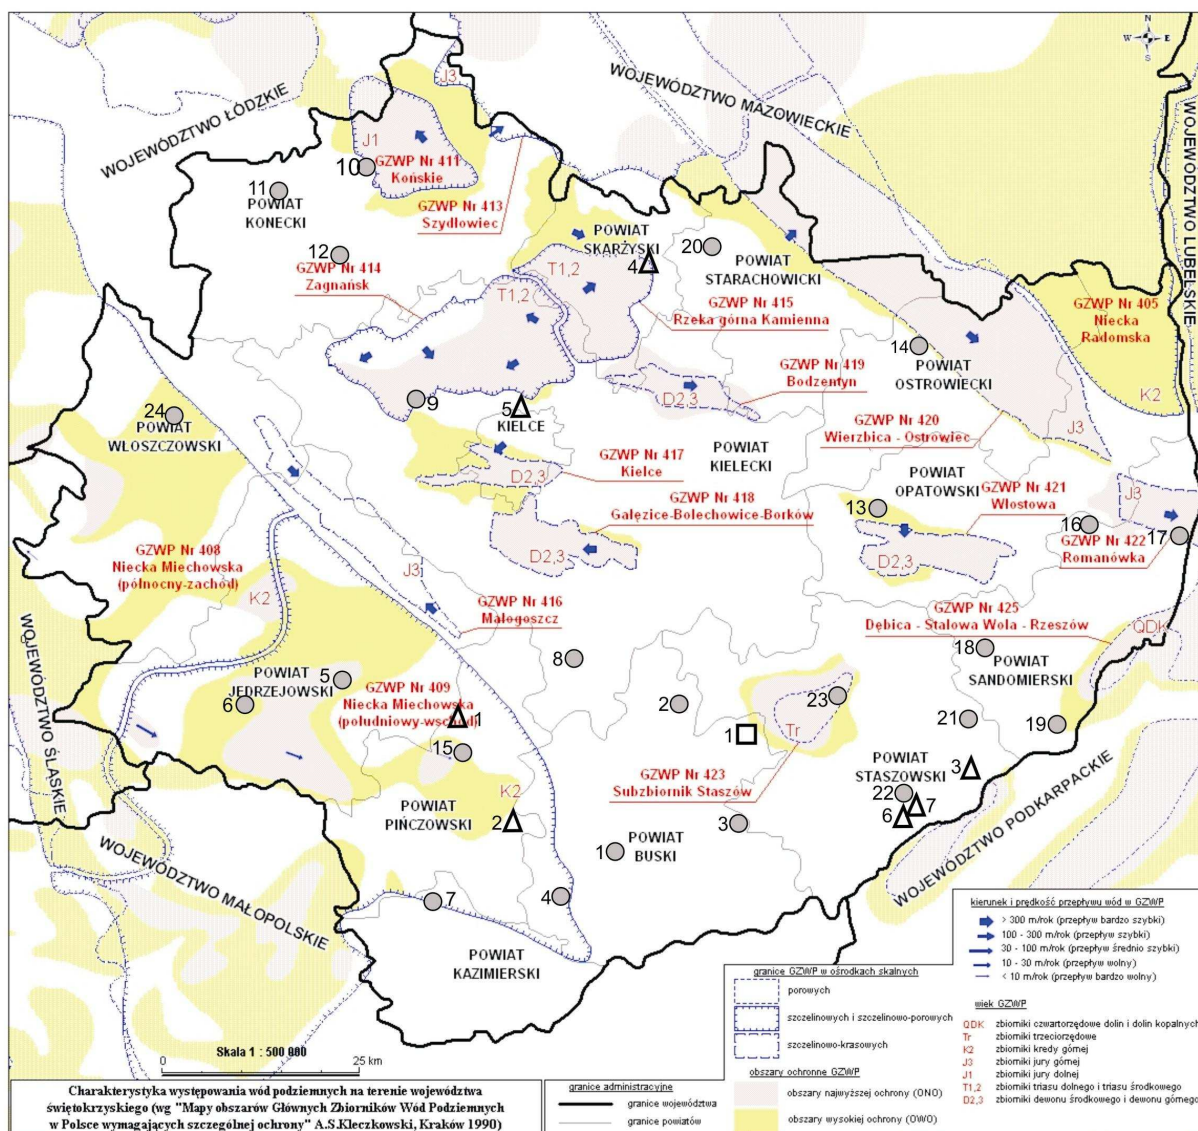 N
W E
S
WOJEWÓDZTWO ŁÓDZKIE
WOJEWÓDZTWO MAZOWIECKIE
WOJEWÓDZTWO LUBELSKIE
J3
J1
10
GZWP Nr 411
Końskie
11
POWIAT
KONECKI
GZWP Nr 413
Szydłowiec
12
GZWP Nr 414
Zagnańsk
POWIAT
SKARŻYSKI
4
T1,2
T1,2
20
POWIAT
STARACHOWICKI
GZWP Nr 415
Rzeka górna Kamienna
GZWP Nr 405
Niecka
Radomska
K2
14
POWIAT
OSTROWIECKI
GZWP Nr 419
Bodzentyn
D2,3
9
5
KIELCE
24
POWIAT
WŁOSZCZOWSKI
GZWP Nr 420
Wierzbica - Ostrowiec
J3
GZWP Nr 417
Kielce
D2,3
POWIAT
KIELECKI
POWIAT
OPATOWSKI
GZWP Nr 421
Włostowa
J3
GZWP Nr 418
Gałęzice-Bolechowice-Borków
13
16
17
GZWP Nr 422
Romanówka
D2,3
D2,3
GZWP Nr 408
Niecka Miechowska
(północny-zachód)
K2
J3
GZWP Nr 416
Małogoszcz
GZWP Nr 425
Dębica - Stalowa Wola - Rzeszów
QDK
WOJEWÓDZTWO ŚLĄSKIE
8
18
POWIAT
SANDOMIERSKI
POWIAT
JĘDRZEJOWSKI
5
6
GZWP Nr 409
Niecka Miechowska
(południowy-wschód)
1
2
23
1
Tr
21
19
15
GZWP Nr 423
Subzbiornik Staszów
POWIAT
STASZOWSKI
3
22
7
6
K2
POWIAT
PIŃCZOWSKI
2
3
1
POWIAT
BUSKI
WOJEWÓDZTWO PODKARPACKIE
WOJEWÓDZTWO MAŁOPOLSKIE
7
4
POWIAT
KAZIMIERSKI
kierunek i prędkość przepływu wód w GZWP
> 300 m/rok (przepływ bardzo szybki)
100 - 300 m/rok (przepływ szybki)
30 - 100 m/rok (przepływ średnio szybki)
10 - 30 m/rok (przepływ wolny)
< 10 m/rok (przepływ bardzo wolny)
granice GZWP w ośrodkach skalnych
porowych
szczelinowych i szczelinowo-porowych
szczelinowo-krasowych
wiek GZWP
QDK zbiorniki czwartorzędowe dolin i dolin kopalnych
Tr zbiorniki trzeciorzędowe
K2 zbiorniki kredy górnej
J3 zbiorniki jury górnej
J1 zbiorniki jury dolnej
T1,2 zbiorniki triasu dolnego i triasu środkowego
D2,3 zbiorniki dewonu środkowego i dewonu górnego
obszary ochronne GZWP
obszary najwyższej ochrony (ONO)
obszary wysokiej ochrony (OWO)
Skala 1 : 500 000
0 25 km
granice administracyjne
granice województwa
granice powiatów
Charakterystyka występowania wód podziemnych na terenie województwa
świętokrzyskiego (wg "Mapy obszarów Głównych Zbiorników Wód Podziemnych
w Polsce wymagających szczególnej ochrony" A.S.Kleczkowski, Kraków 1990)